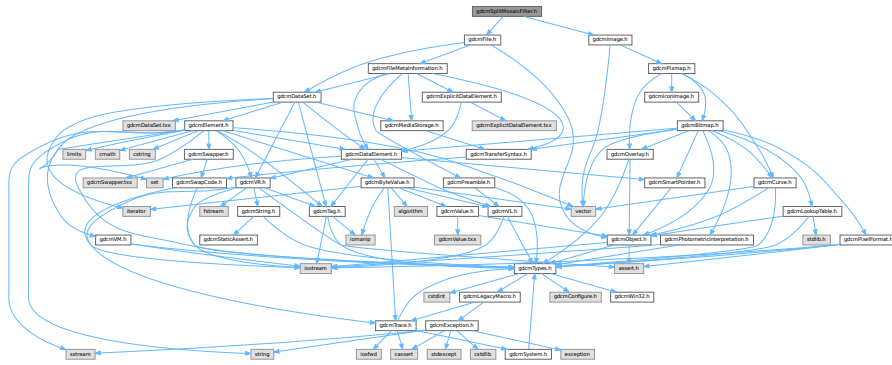 gdcmSplitMosaicFilter.h
gdcmFile.h
gdcmImage.h
gdcmFileMetaInformation.h
gdcmPixmap.h
gdcmDataSet.h
gdcmExplicitDataElement.h
gdcmIconImage.h
gdcmDataSet.txx
gdcmElement.h
gdcmMediaStorage.h
gdcmExplicitDataElement.txx
gdcmBitmap.h
limits
cmath
cstring
gdcmSwapper.h
gdcmDataElement.h
gdcmTransferSyntax.h
gdcmOverlay.h
gdcmSwapper.txx
set
gdcmSwapCode.h
gdcmVR.h
gdcmByteValue.h
gdcmPreamble.h
gdcmSmartPointer.h
gdcmCurve.h
iterator
fstream
gdcmString.h
gdcmTag.h
algorithm
gdcmValue.h
gdcmVL.h
vector
gdcmLookupTable.h
gdcmVM.h
gdcmStaticAssert.h
iomanip
gdcmValue.txx
gdcmObject.h
gdcmPhotometricInterpretation.h
stdlib.h
gdcmPixelFormat.h
iostream
gdcmTypes.h
assert.h
cstdint
gdcmLegacyMacro.h
gdcmConfigure.h
gdcmWin32.h
gdcmTrace.h
gdcmException.h
sstream
string
iosfwd
cassert
stdexcept
cstdlib
gdcmSystem.h
exception